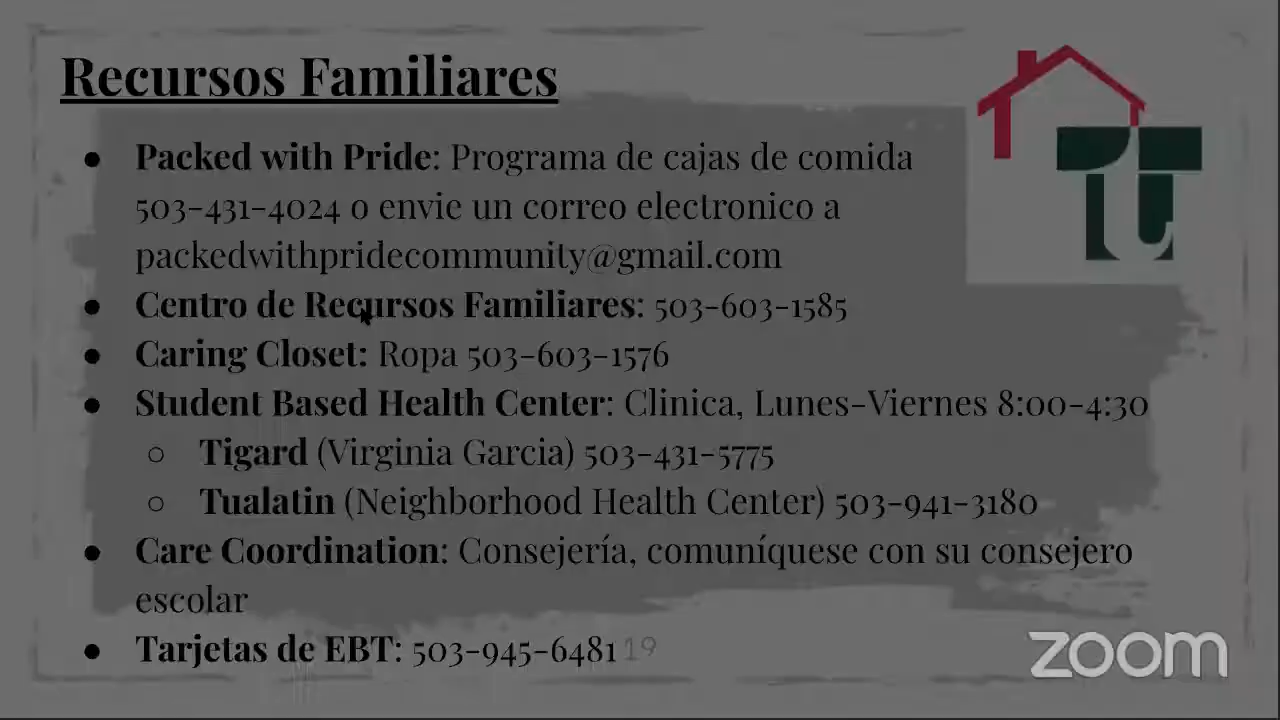 Recursos Familiares
● Packed with Pride: Programa de cajas de comida
503-431-4024 o envie un correo electronico a
packedwithpridecommunity@gmail.com
● Centro de Recursos Familiares: 503-603-1585
● Caring Closet: Ropa 503-603-1576
● Student Based Health Center: Clinica, Lunes-Viernes 8:00-4:30
○ Tigard (Virginia Garcia) 503-431-5775
○ Tualatin (Neighborhood Health Center) 503-941-3180
● Care Coordination: Consejería, comuníquese con su consejero
escolar
● Tarjetas de EBT: 503-945-6481
19
zoom